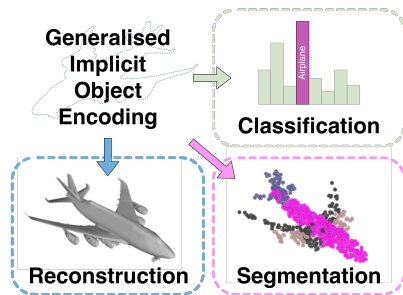 Generalised
Implicit
Object
Encoding
Airplane
Classification
Reconstruction
Segmentation